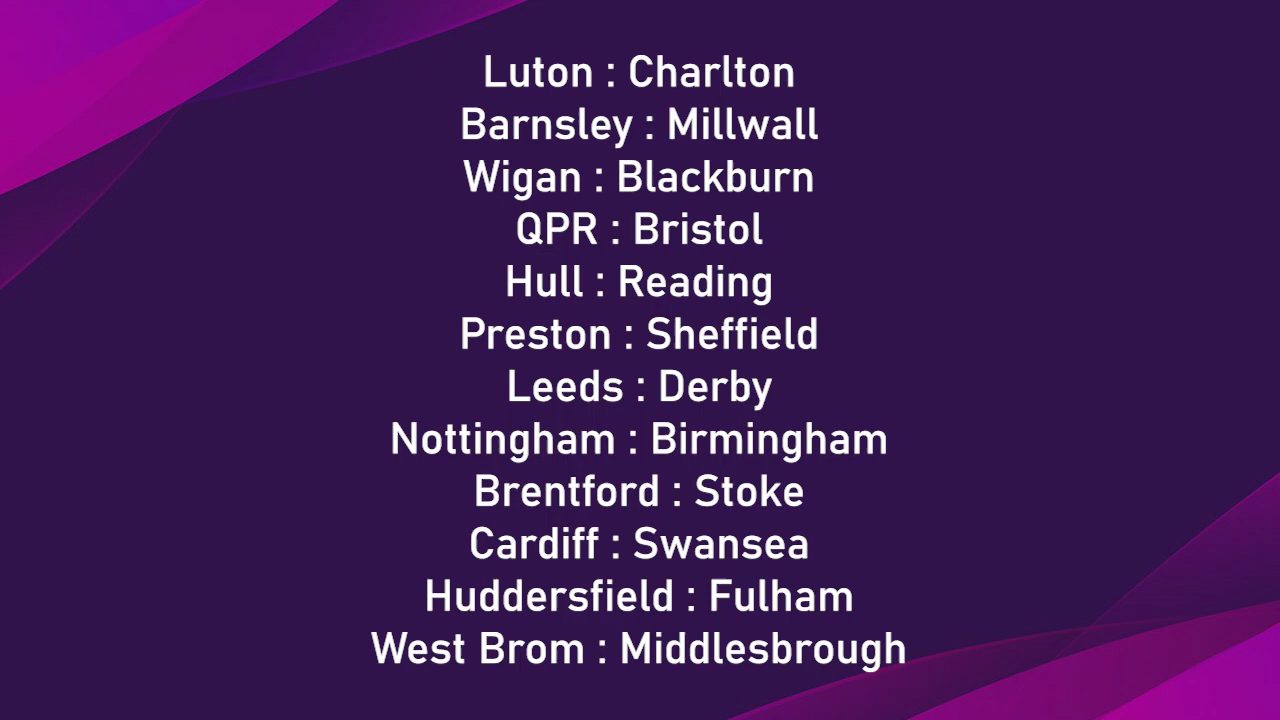 Luton : Charlton
Barnsley : Millwall
Wigan : Blackburn
QPR : Bristol
Hull : Reading
Preston : Sheffield
Leeds : Derby
Nottingham : Birmingham
Brentford : Stoke
Cardiff : Swansea
Huddersfield : Fulham
West Brom : Middlesbrough